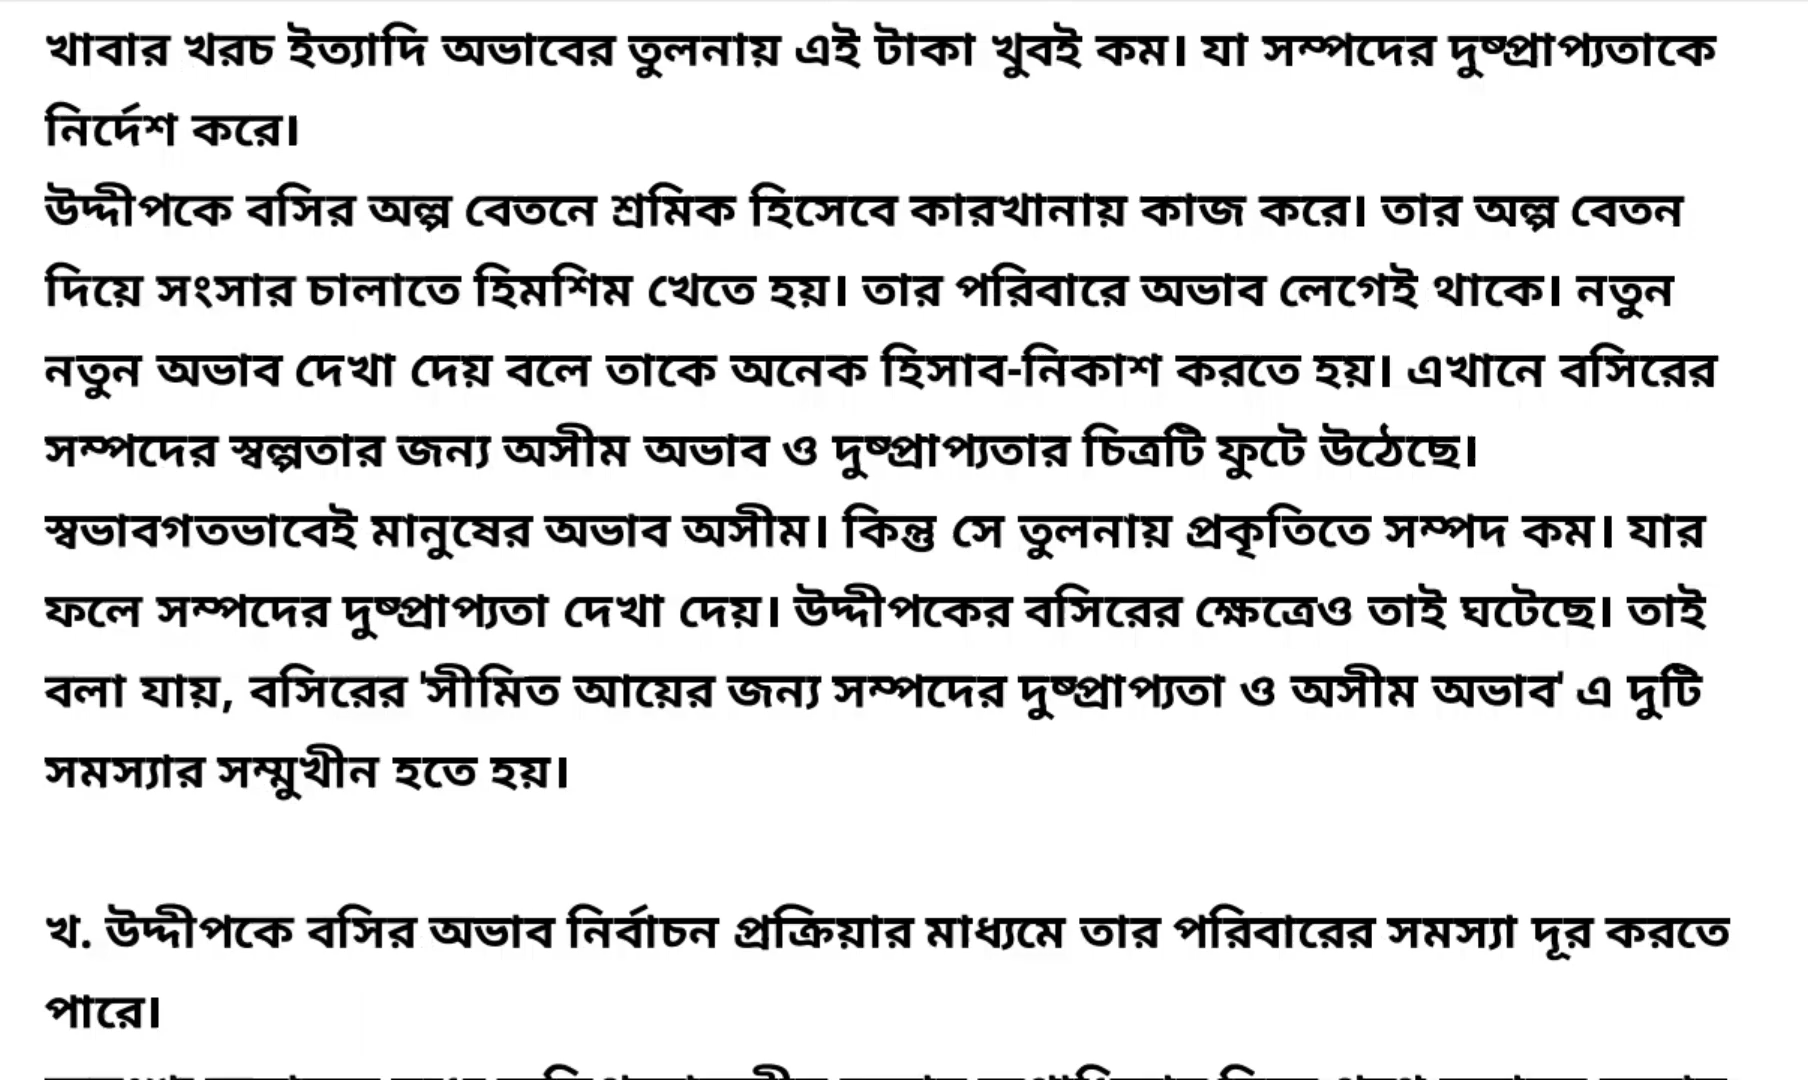 খাবার খরচ ইত্যাদি অভাবের তুলনায় এই টাকা খুবই কম। যা সম্পদের দুষ্প্রাপ্যতাকে
নির্দেশ করে।
উদ্দীপকে বসির অল্প বেতনে শ্রমিক হিসেবে কারখানায় কাজ করে। তার অল্প বেতন
দিয়ে সংসার চালাতে হিমশিম খেতে হয়। তার পরিবারে অভাব লেগেই থাকে। নতুন
নতুন অভাব দেখা দেয় বলে তাকে অনেক হিসাব-নিকাশ করতে হয়। এখানে বসিরের
সম্পদের স্বল্পতার জন্য অসীম অভাব ও দুষ্প্রাপ্যতার চিত্রটি ফুটে উঠেছে।
স্বভাবগতভাবেই মানুষের অভাব অসীম। কিন্তু সে তুলনায় প্রকৃতিতে সম্পদ কম। যার
ফলে সম্পদের দুষ্প্রাপ্যতা দেখা দেয়। উদ্দীপকের বসিরের ক্ষেত্রেও তাই ঘটেছে। তাই
বলা যায়, বসিরের 'সীমিত আয়ের জন্য সম্পদের দুষ্প্রাপ্যতা ও অসীম অভাব' এ দুটি
সমস্যার সম্মুখীন হতে হয়।
খ. উদ্দীপকে বসির অভাব নির্বাচন প্রক্রিয়ার মাধ্যমে তার পরিবারের সমস্যা দূর করতে
পারে।